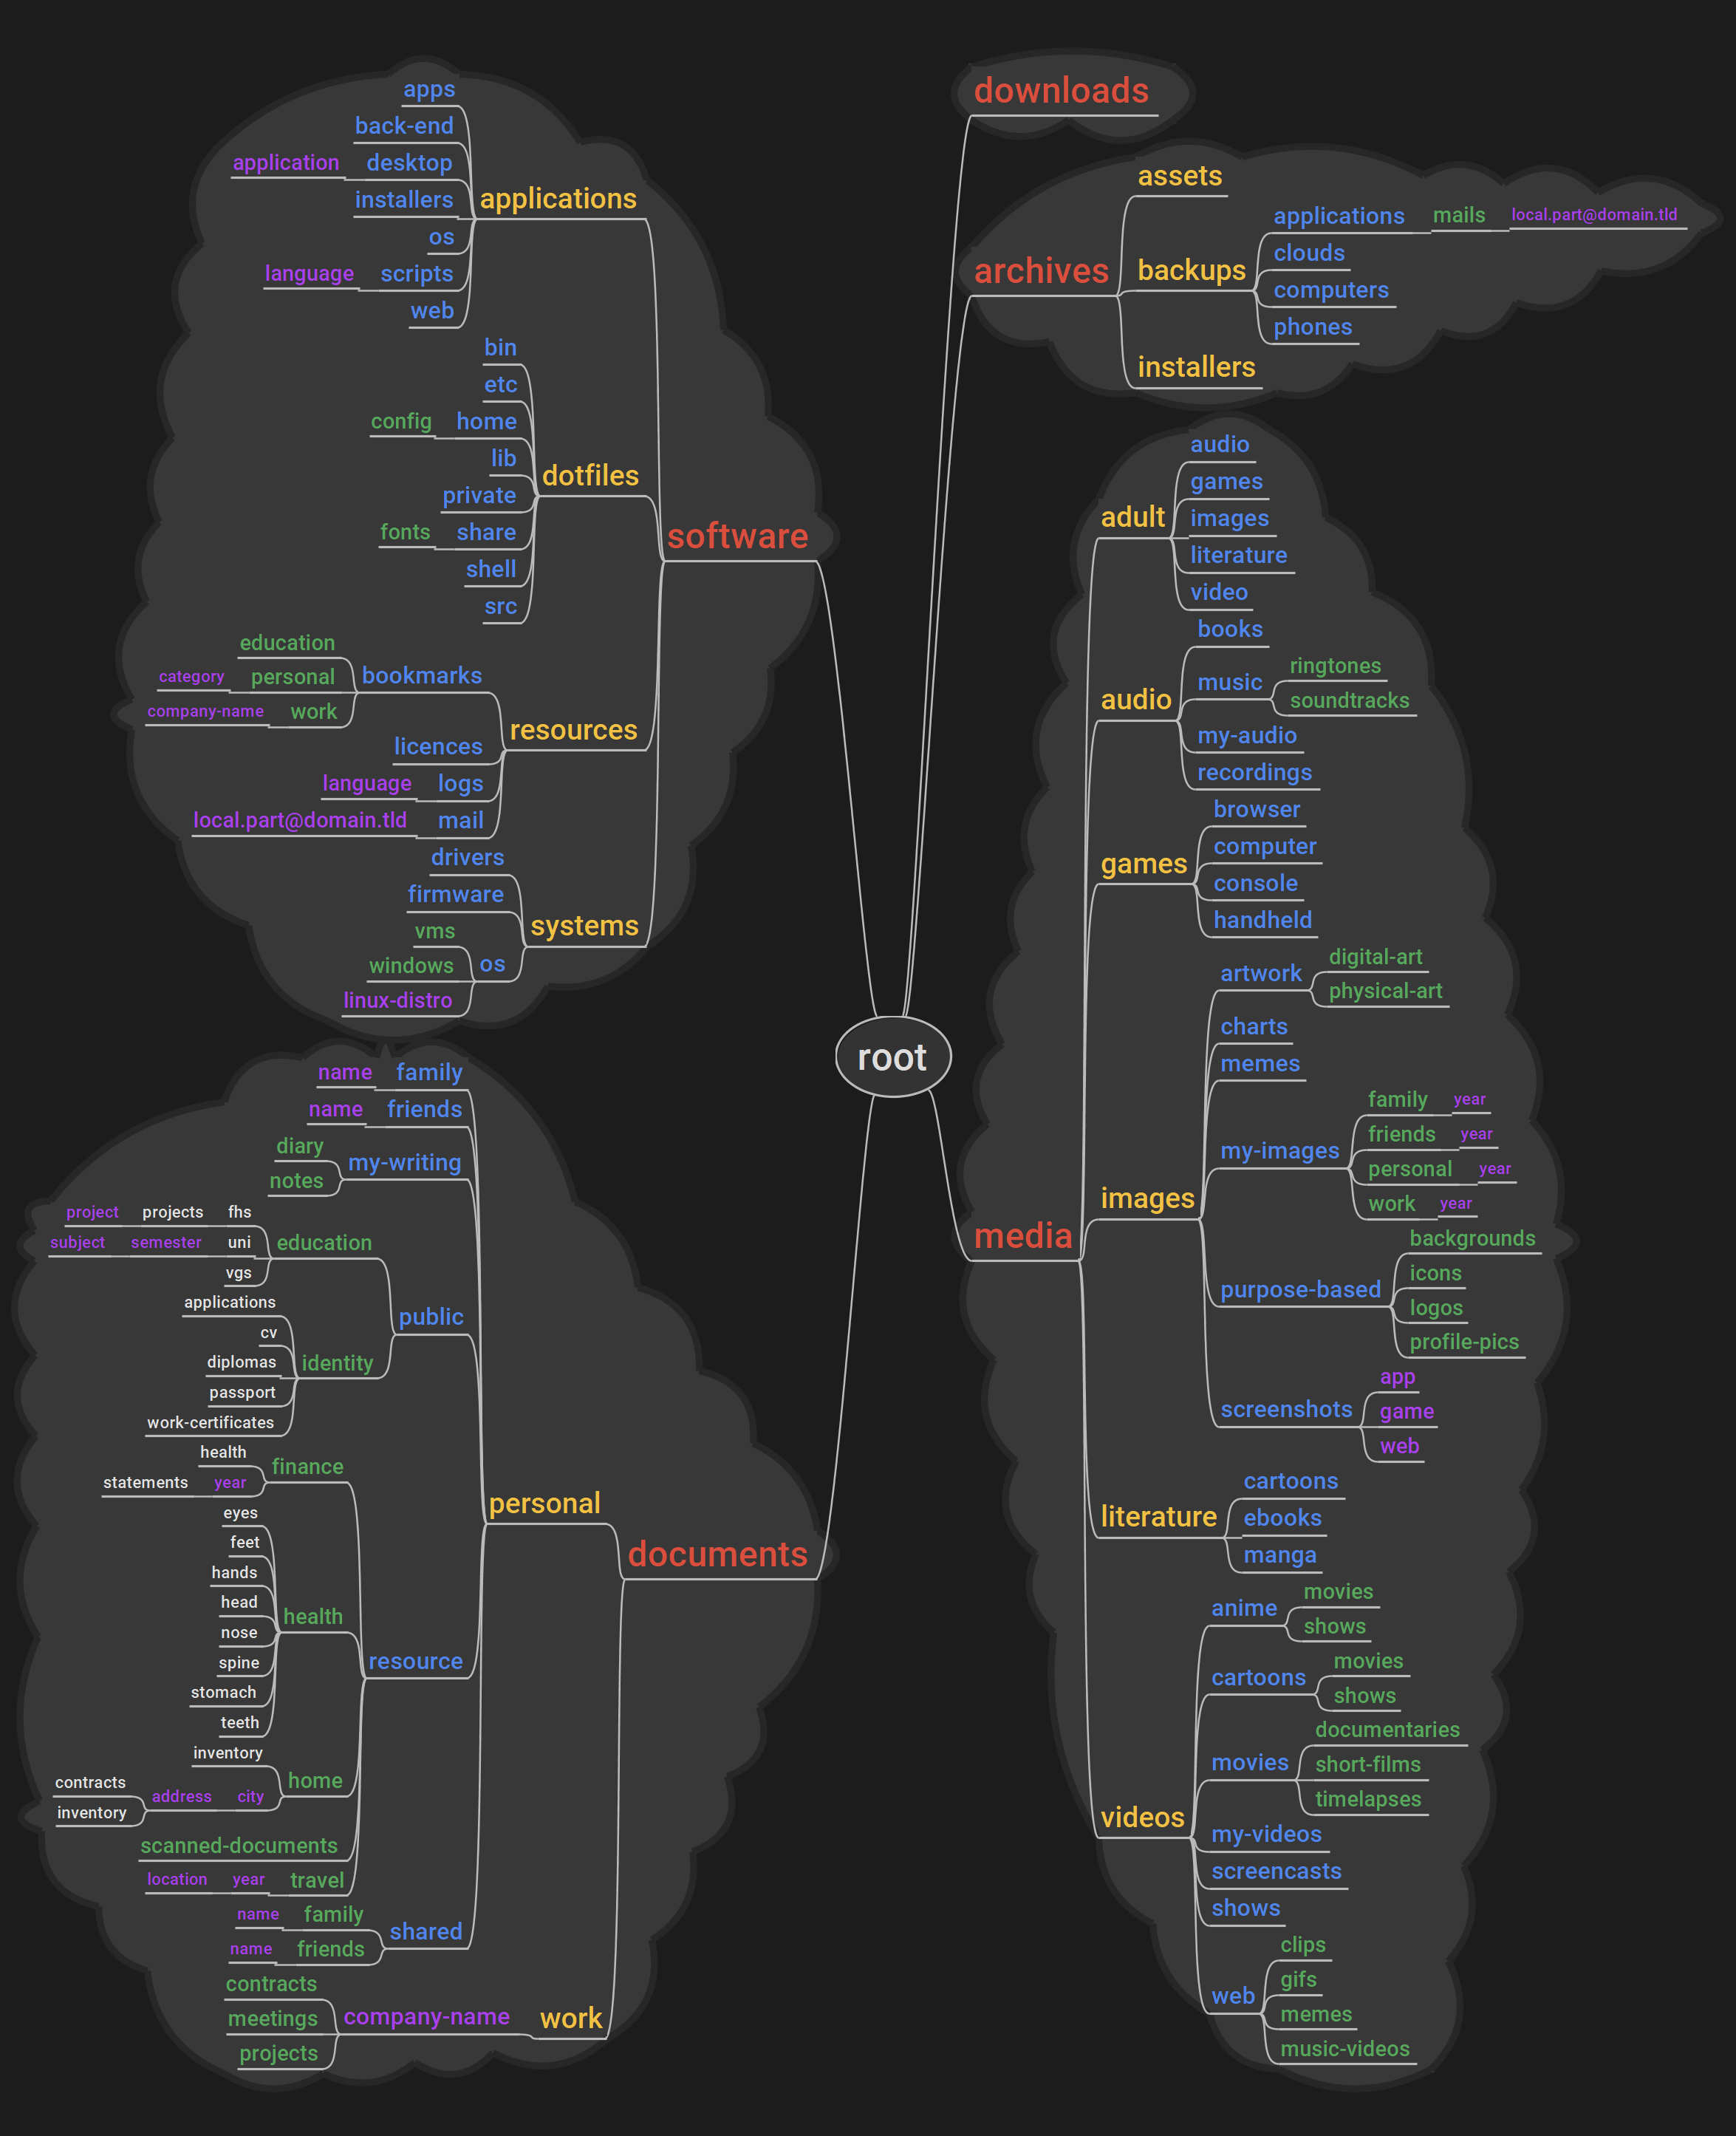 root
software
applications
apps
back-end
desktop
application
installers
os
scripts
language
web
dotfiles
bin
etc
home
config
lib
private
share
fonts
shell
src
resources
bookmarks
education
personal
category
work
company-name
licences
logs
language
mail
local.part@domain.tld
systems
drivers
firmware
os
vms
windows
linux-distro
documents
personal
family
name
friends
name
my-writing
diary
notes
public
education
fhs
projects
project
uni
semester
subject
vgs
identity
applications
cv
diplomas
passport
work-certificates
resource
finance
health
year
statements
health
eyes
feet
hands
head
nose
spine
stomach
teeth
home
inventory
city
address
contracts
inventory
scanned-documents
travel
year
location
shared
family
name
friends
name
work
company-name
contracts
meetings
projects
downloads
archives
assets
backups
applications
mails
local.part@domain.tld
clouds
computers
phones
installers
media
adult
audio
games
images
literature
video
audio
books
music
ringtones
soundtracks
my-audio
recordings
games
browser
computer
console
handheld
images
artwork
digital-art
physical-art
charts
memes
my-images
family
year
friends
year
personal
year
work
year
purpose-based
backgrounds
icons
logos
profile-pics
screenshots
app
game
web
literature
cartoons
ebooks
manga
videos
anime
movies
shows
cartoons
movies
shows
movies
documentaries
short-films
timelapses
my-videos
screencasts
shows
web
clips
gifs
memes
music-videos